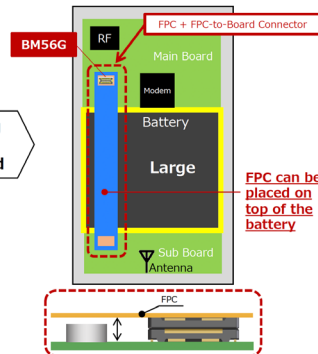 FPC + FPC-to-Board Connector
BM56G
RF
Main Board
Modem
Battery
Large
d
FPC can be
placed on
top of the
battery
Sub Board
Antenna
FPC